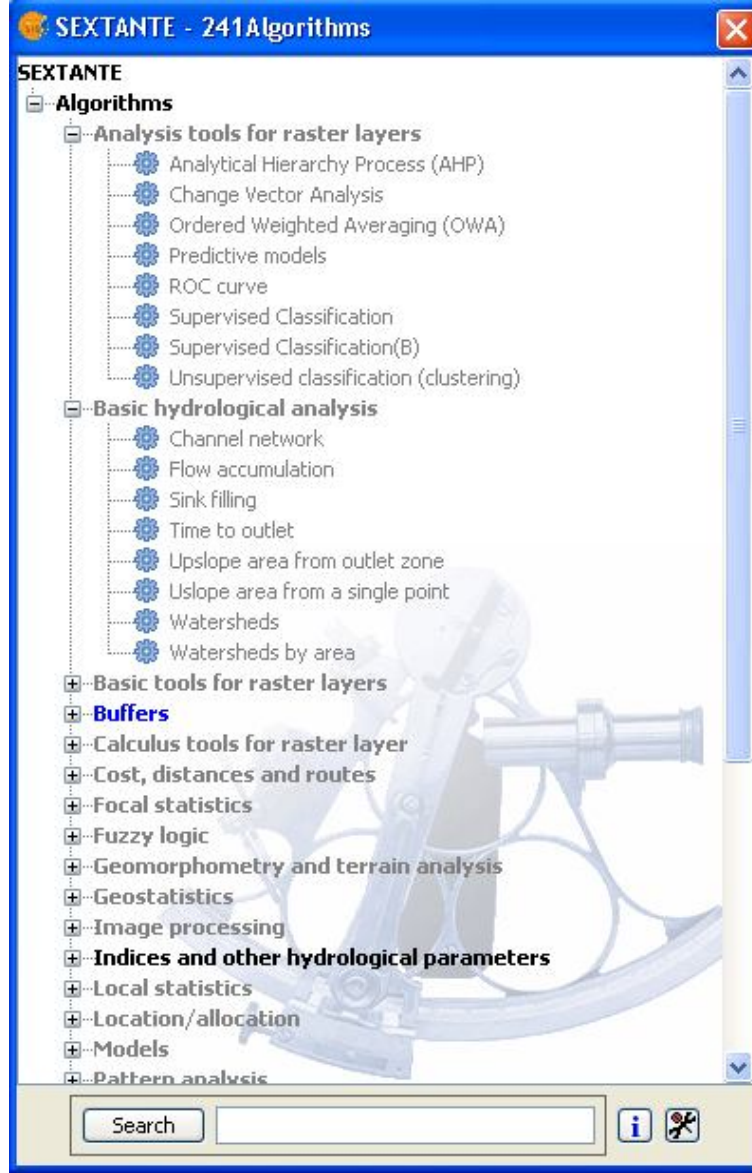 SEXTANTE - 241Algorithms
SEXTANTE
Algorithms
Analysis tools for raster layers
Analytical Hierarchy Process (AHP)
Change Vector Analysis
Ordered Weighted Averaging (OWA)
Predictive models
ROC curve
Supervised Classification
Supervised Classification(B)
Unsupervised classification (clustering)
Basic hydrological analysis
Channel network
Flow accumulation
Sink filling
Time to outlet
Upslope area from outlet zone
Uslope area from a single point
Watersheds
Watersheds by area
Basic tools for raster layers
Buffers
Calculus tools for raster layer
Cost, distances and routes
Focal statistics
Fuzzy logic
Geomorphometry and terrain analysis
Geostatistics
Image processing
Indices and other hydrological parameters
Local statistics
Location/allocation
Models
Pattern analysis
Search
i